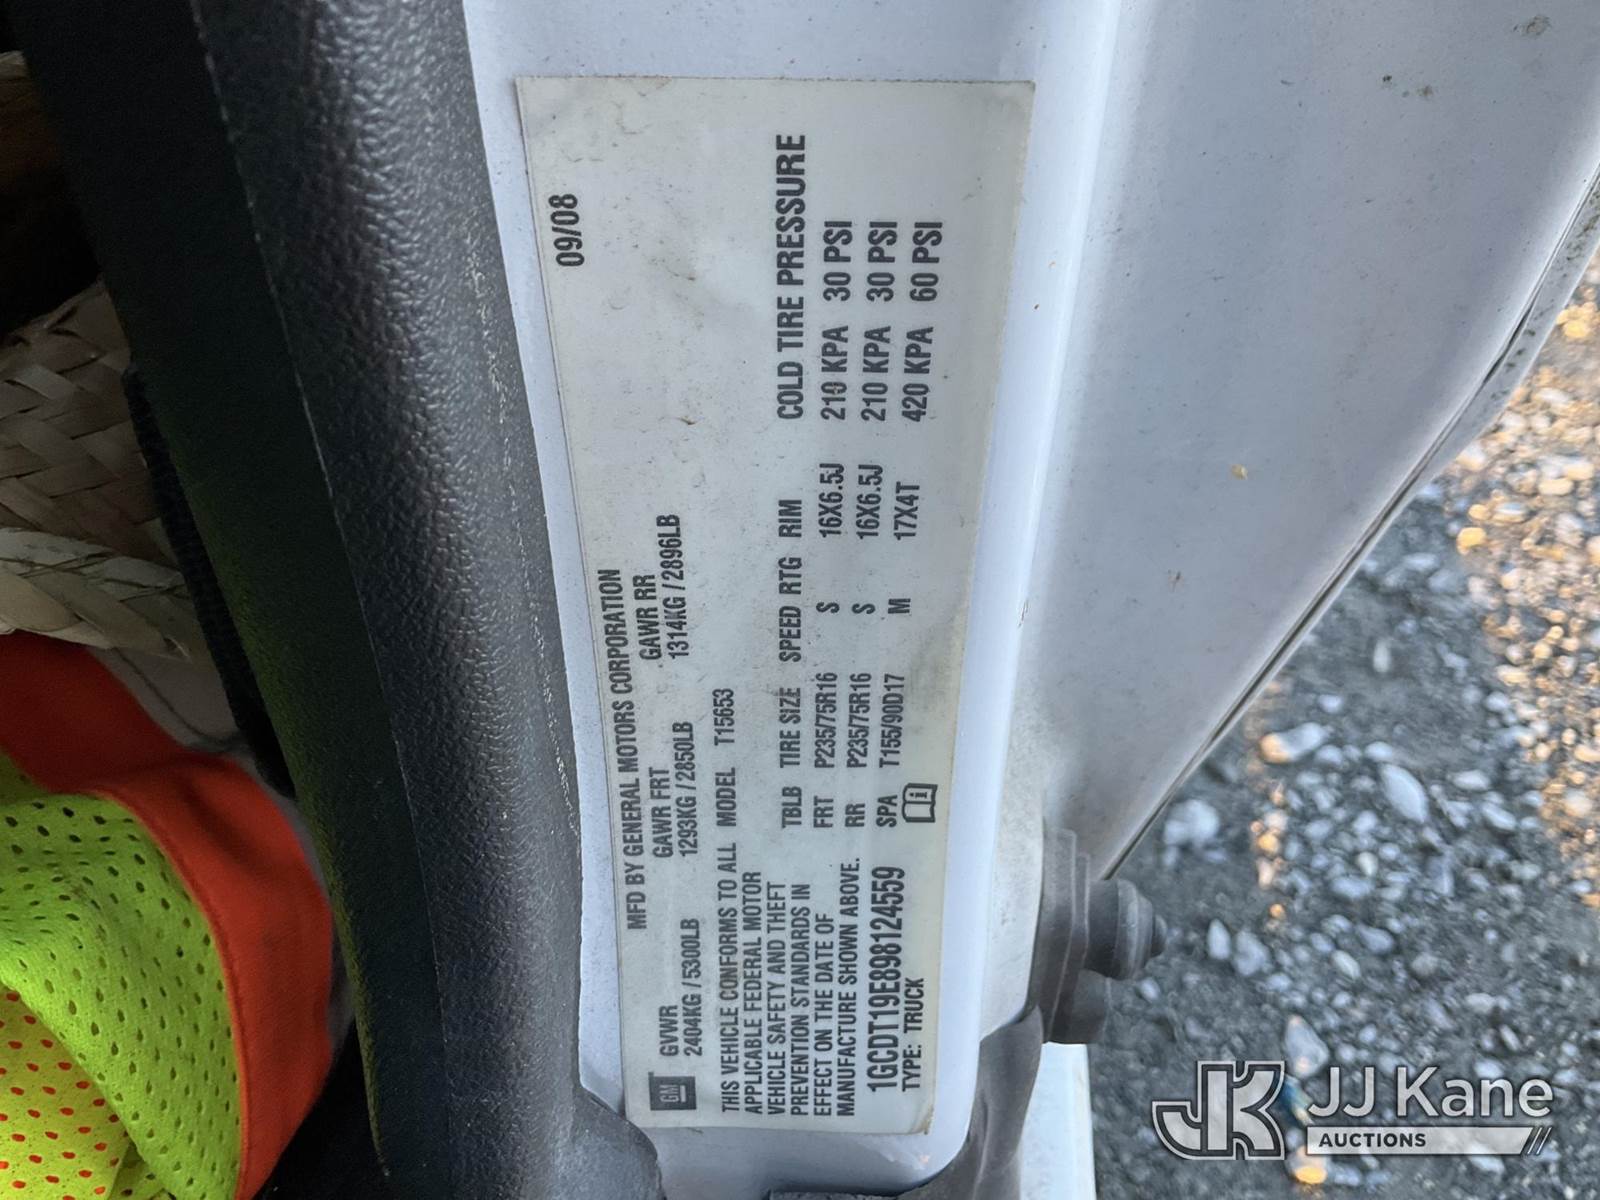 09/08
MFD BY GENERAL MOTORS CORPORATION
GM GVWR GAWR FRT GAWR RR
2404KG / 5300LB 1293KG / 2850LB 1314KG / 2896LB
THIS VEHICLE CONFORMS TO ALL MODEL T15653
APPLICABLE FEDERAL MOTOR
VEHICLE SAFETY AND THEFT
PREVENTION STANDARDS IN
EFFECT ON THE DATE OF
MANUFACTURE SHOWN ABOVE.
TBLB TIRE SIZE SPEED RTG RIM COLD TIRE PRESSURE
FRT P235/75R16 S 16X6.5J 210 KPA 30 PSI
RR P235/75R16 S 16X6.5J 210 KPA 30 PSI
SPA T155/90D17 M 17X4T 420 KPA 60 PSI
1GCDT19E898124559
TYPE: TRUCK
JJ Kane
AUCTIONS